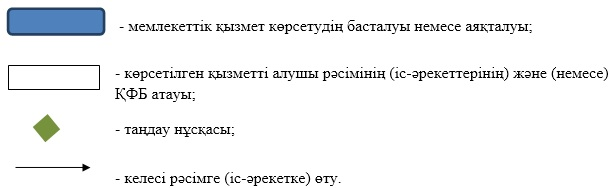 - мемлекеттік қызмет көрсетудің басталуы немесе аяқталуы;
- көрсетілген қызметті алушы рәсімінің (іс-әрекеттерінің) және (немесе)
ҚФБ атауы;
- таңдау нұсқасы;
- келесі рәсімге (іс-әрекетке) өту.